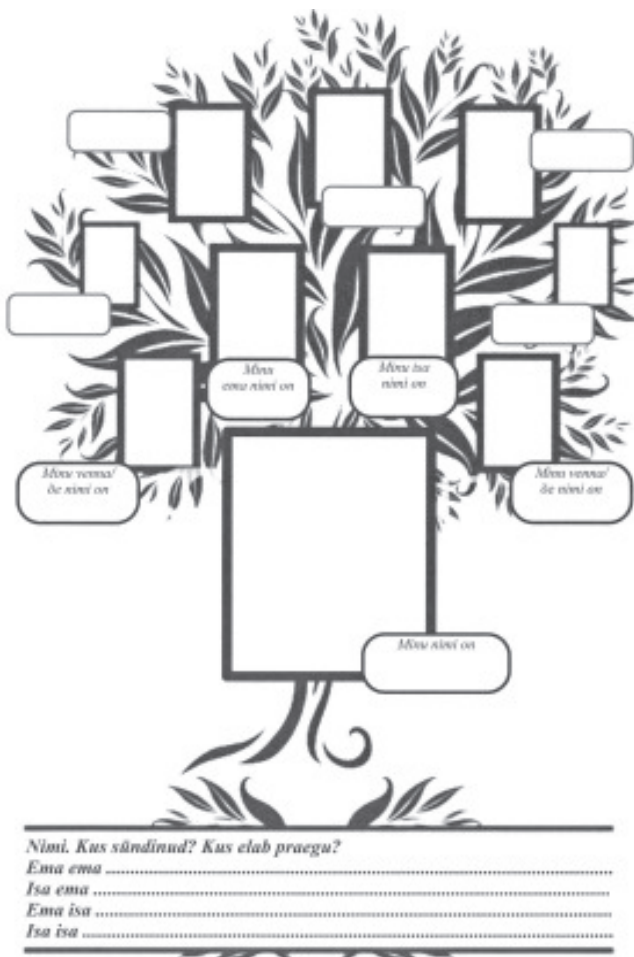 Minu
ema nimi on
Minu isa
nimi on
Minu venna/
õe nimi on
Minu venna/
õe nimi on
Minu nimi on
Nimi. Kus sündinud? Kus elab praegu?
Ema ema
Isa ema
Ema isa
Isa isa